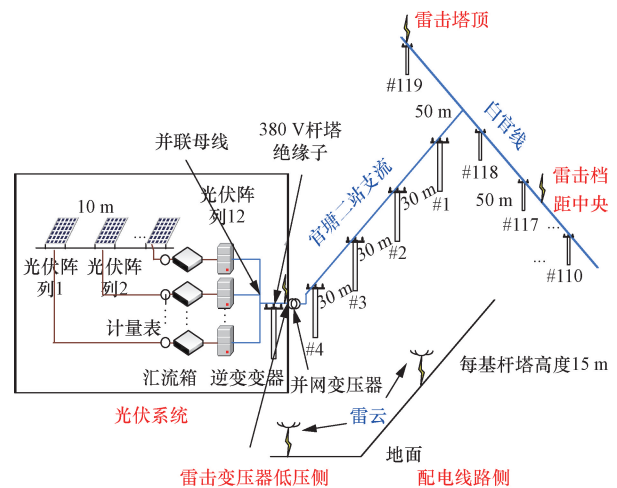 雷击塔顶
#119
50 m
白官线
380 V杆塔
绝缘子
并联母线
#118
雷击档
距中央
官塘二站支流
#1
50 m
#117
...
光伏阵
列12
10 m
...
30 m
#2
...
#110
光伏阵
列1
光伏阵
列2
30 m
#3
30 m
计量表
#4
每基杆塔高度15 m
汇流箱
逆变变器
并网变压器
光伏系统
雷云
地面
雷击变压器低压侧
配电线路侧